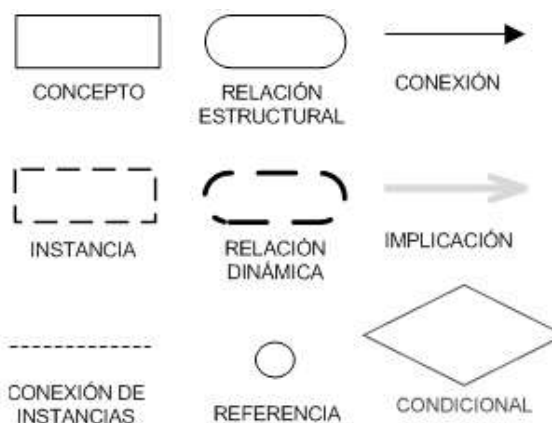 CONCEPTO
RELACIÓN
ESTRUCTURAL
CONEXIÓN
INSTANCIA
RELACIÓN
DINÁMICA
IMPLICACIÓN
CONEXIÓN DE
INSTANCIAS
REFERENCIA
CONDICIONAL